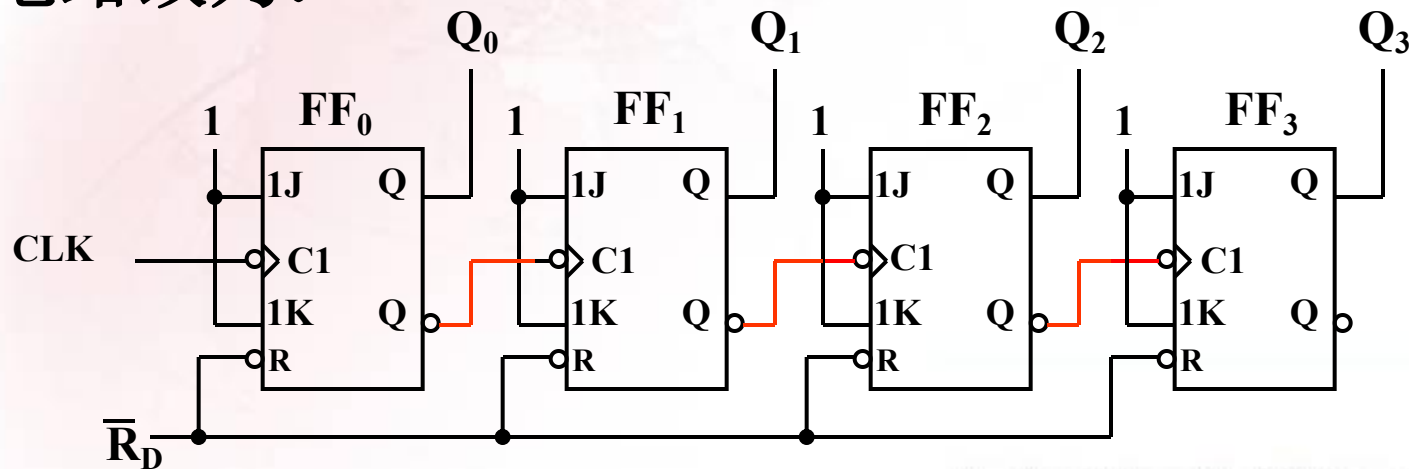 Q₀ Q₁ Q₂ Q₃
1 FF₀ 1 FF₁ 1 FF₂ 1 FF₃
1J Q 1J Q 1J Q 1J Q
CLK C1 C1 C1 C1
1K Q 1K Q 1K Q 1K Q
R R R R
R̅_D